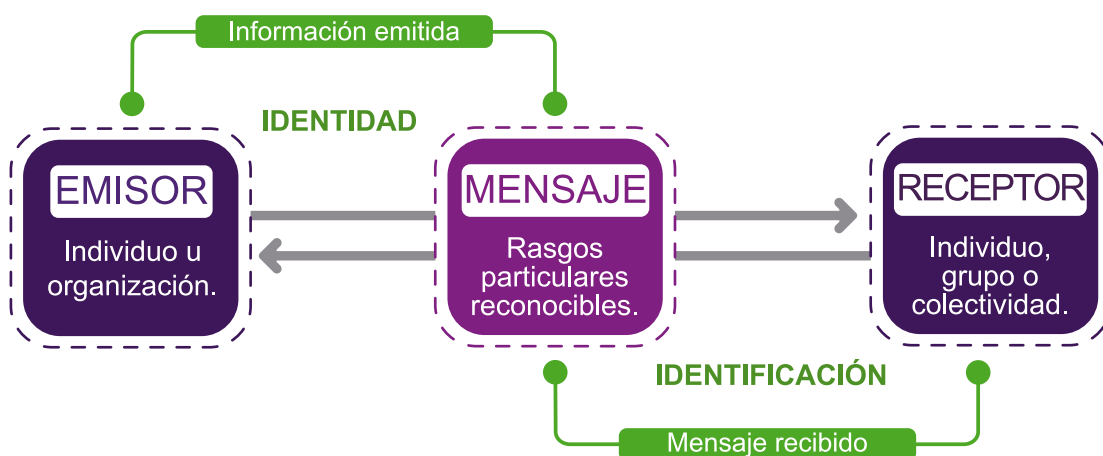 Información emitida
IDENTIDAD
EMISOR
Individuo u
organización.
MENSAJE
Rasgos
particulares
reconocibles.
RECEPTOR
Individuo,
grupo o
colectividad.
IDENTIFICACIÓN
Mensaje recibido